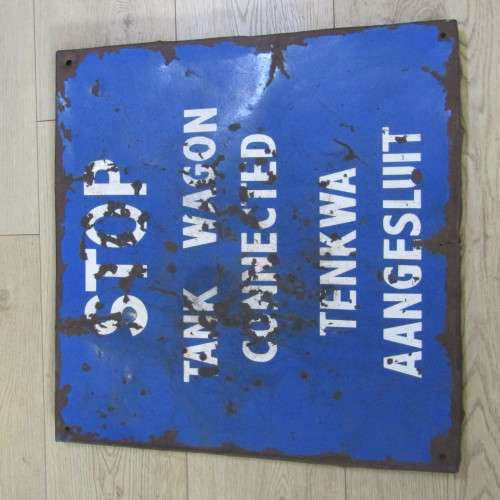 STOP
TANK WAGON
CONNECTED
TENKWA
AANGESLUIT